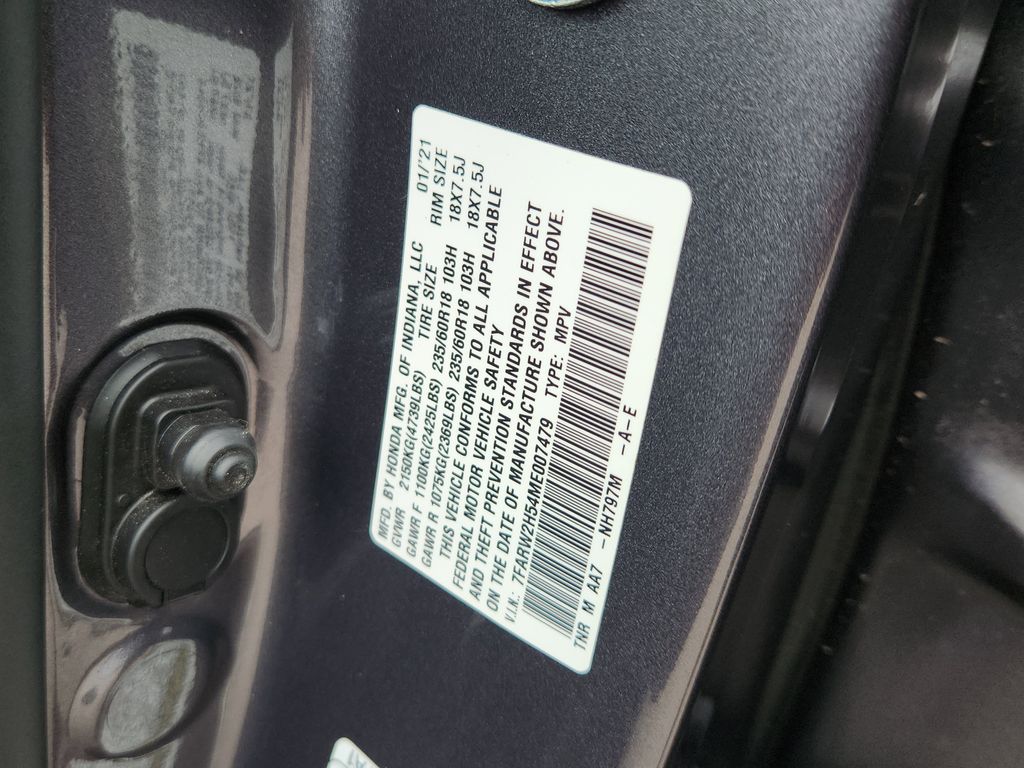 MFD. BY HONDA MFG. OF INDIANA, LLC 01/'21
GVWR 2150KG(4739LBS) TIRE SIZE RIM SIZE
GAWR F 1100KG(2425LBS) 235/60R18 103H 18X7.5J
GAWR R 1075KG(2369LBS) 235/60R18 103H 18X7.5J
THIS VEHICLE CONFORMS TO ALL APPLICABLE
FEDERAL MOTOR VEHICLE SAFETY
AND THEFT PREVENTION STANDARDS IN EFFECT
ON THE DATE OF MANUFACTURE SHOWN ABOVE.
V.I.N.: 7FARW2H54ME007479 TYPE: MPV
TNR M AA7 -NH797M -A-E
A1